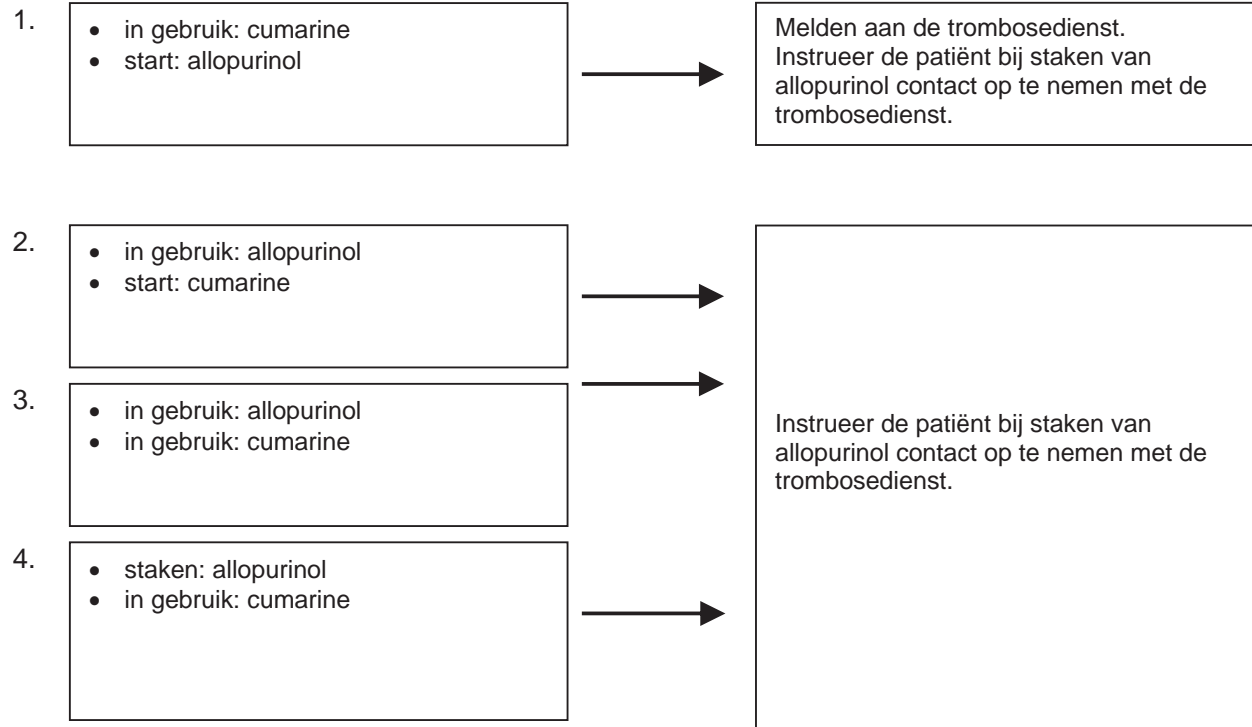 1.
• in gebruik: cumarine
• start: allopurinol
Melden aan de trombosedienst.
Instrueer de patiënt bij staken van
allopurinol contact op te nemen met de
trombosedienst.
2.
• in gebruik: allopurinol
• start: cumarine
3.
• in gebruik: allopurinol
• in gebruik: cumarine
Instrueer de patiënt bij staken van
allopurinol contact op te nemen met de
trombosedienst.
4.
• staken: allopurinol
• in gebruik: cumarine